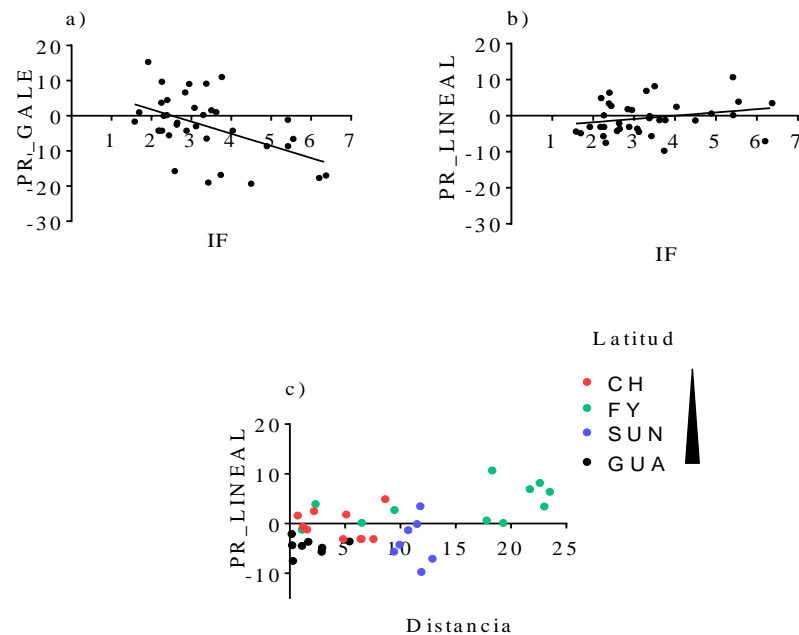 a)
20
10
0
-10
-20
-30
1 2 3 4 5 6 7
PR_GALE
IF
b)
20
10
0
-10
-20
-30
1 2 3 4 5 6 7
PR_LINEAL
IF
c)
20
10
0
-10
5 10 15 20 25
PR_LINEAL
Distancia
Latitud
CH
FY
SUN
GUA